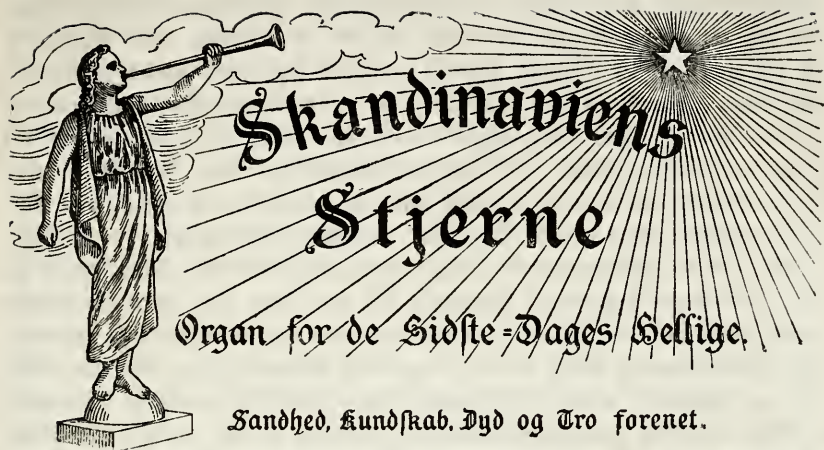 Skandinaviens
Stjerne
Organ for de Sidste=Dages Hellige.
Sandhed, Kundskab, Dyd og Tro forenet.